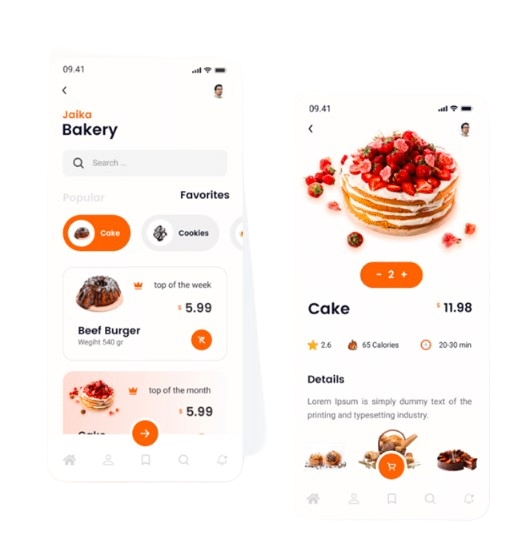 09.41
Jaika
Bakery
Search ...
Popular
Favorites
Cake
Cookies
top of the week
$ 5.99
Beef Burger
Wegiht 540 gr
top of the month
$ 5.99
Cake
09.41
- 2 +
Cake
$ 11.98
2.6
65 Calories
20-30 min
Details
Lorem Ipsum is simply dummy text of the
printing and typesetting industry.